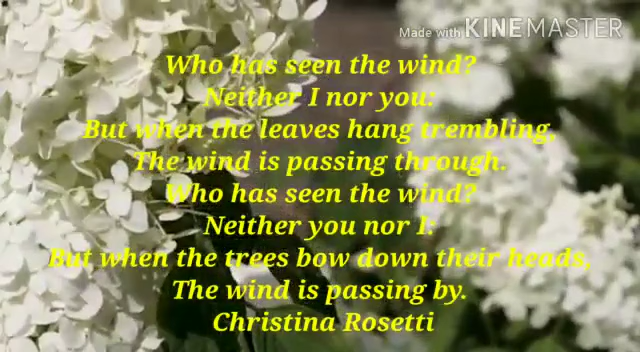 Made with KINEMASTER
Who has seen the wind?
Neither I nor you:
But when the leaves hang trembling,
The wind is passing through.
Who has seen the wind?
Neither you nor I:
But when the trees bow down their heads,
The wind is passing by.
Christina Rosetti